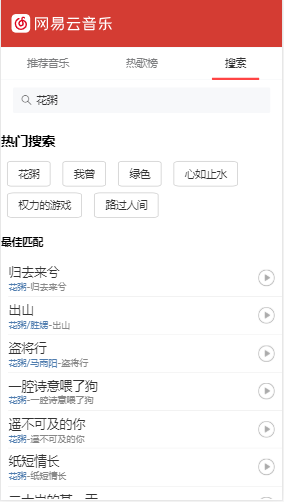 网易云音乐
推荐音乐 热歌榜 搜索
花粥
热门搜索
花粥 我曾 绿色 心如止水
权力的游戏 路过人间
最佳匹配
归去来兮
花粥-归去来兮
出山
花粥/胜娚-出山
盗将行
花粥/马雨阳-盗将行
一腔诗意喂了狗
花粥-一腔诗意喂了狗
遥不可及的你
花粥-遥不可及的你
纸短情长
花粥-纸短情长